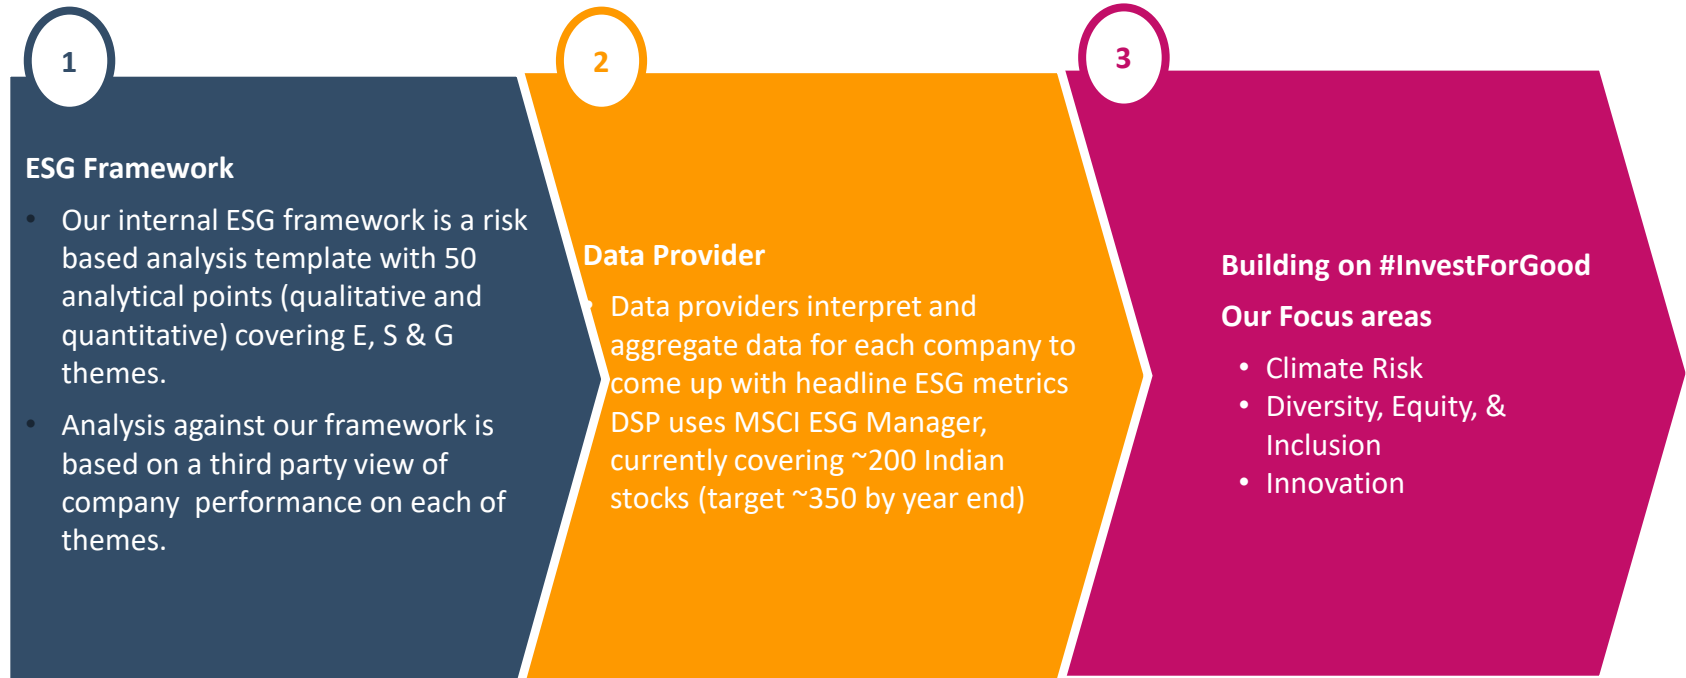 1
ESG Framework
• Our internal ESG framework is a risk
based analysis template with 50
analytical points (qualitative and
quantitative) covering E, S & G
themes.
• Analysis against our framework is
based on a third party view of
company  performance on each of
themes.
2
Data Provider
• Data providers interpret and
aggregate data for each company to
come up with headline ESG metrics
DSP uses MSCI ESG Manager,
currently covering ~200 Indian
stocks (target ~350 by year end)
3
Building on #InvestForGood
Our Focus areas
• Climate Risk
• Diversity, Equity, &
Inclusion
• Innovation